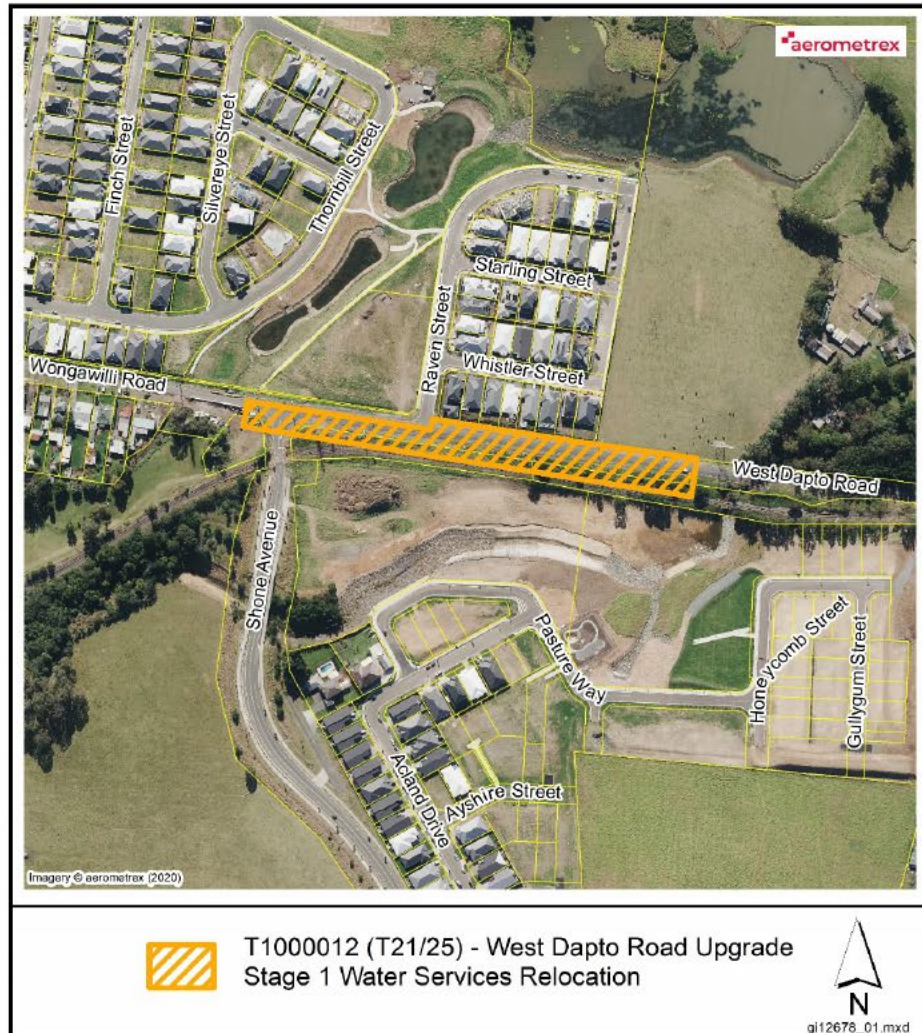 aerometrex
Finch Street
Silvereye Street
Thornbill Street
Starling Street
Raven Street
Whistler Street
Wongawilli Road
West Dapto Road
Shone Avenue
Pasture Way
Honeycomb Street
Gullygum Street
Acland Drive
Ayshire Street
Imagery © aerometrex (2020)
T1000012 (T21/25) - West Dapto Road Upgrade
Stage 1 Water Services Relocation
N
gi12678_01.mxd